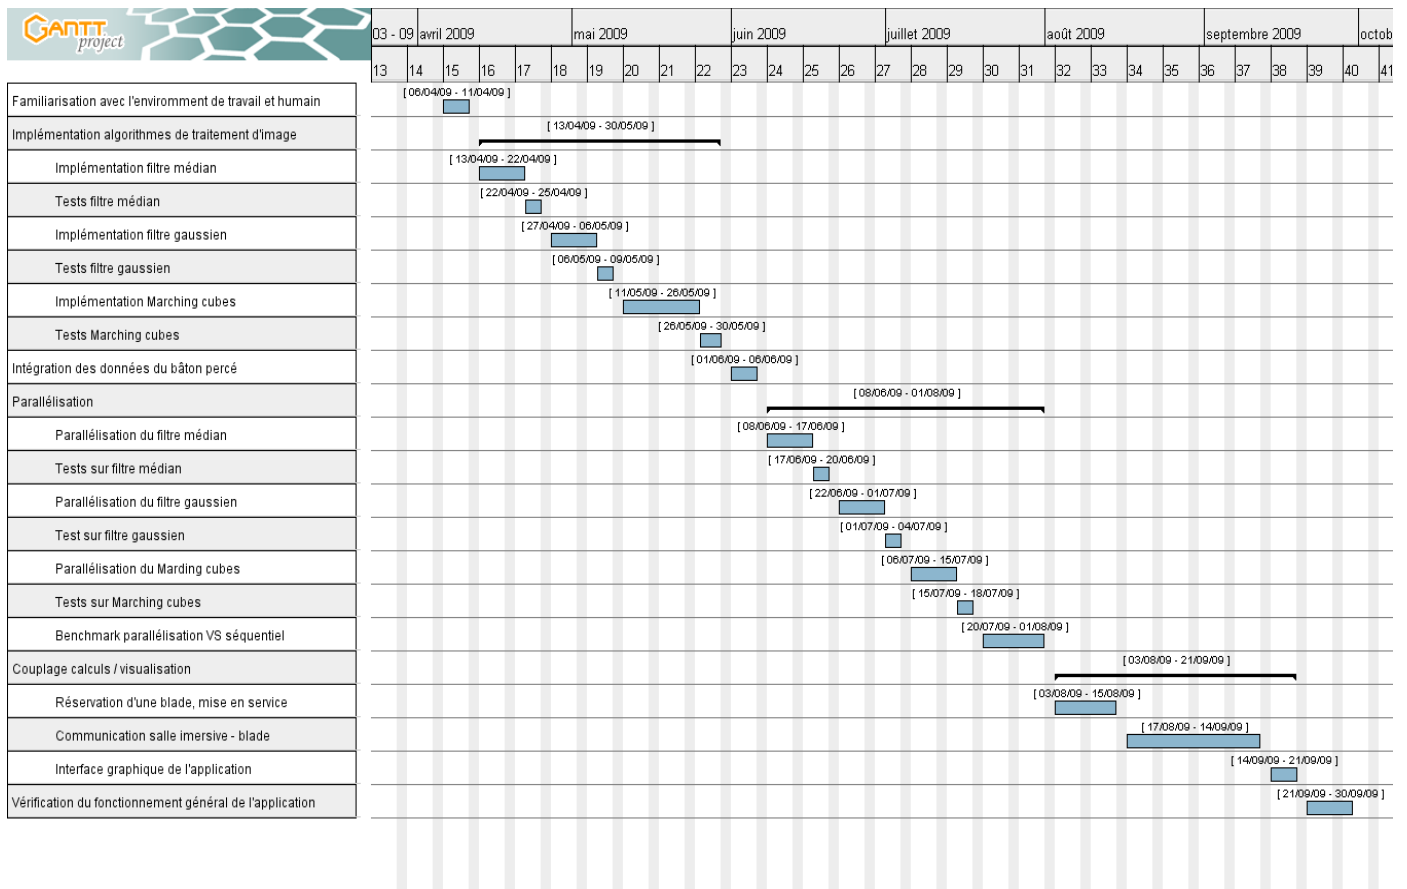 GANTT
project
03 - 09 avril 2009 mai 2009 juin 2009 juillet 2009 août 2009 septembre 2009 octob
13 14 15 16 17 18 19 20 21 22 23 24 25 26 27 28 29 30 31 32 33 34 35 36 37 38 39 40 41
Familiarisation avec l'enviromment de travail et humain [ 06/04/09 - 11/04/09 ]
Implémentation algorithmes de traitement d'image [ 13/04/09 - 30/05/09 ]
Implémentation filtre médian [ 13/04/09 - 22/04/09 ]
Tests filtre médian [ 22/04/09 - 25/04/09 ]
Implémentation filtre gaussien [ 27/04/09 - 06/05/09 ]
Tests filtre gaussien [ 06/05/09 - 09/05/09 ]
Implémentation Marching cubes [ 11/05/09 - 26/05/09 ]
Tests Marching cubes [ 26/05/09 - 30/05/09 ]
Intégration des données du bâton percé [ 01/06/09 - 06/06/09 ]
Parallélisation [ 08/06/09 - 01/08/09 ]
Parallélisation du filtre médian [ 08/06/09 - 17/06/09 ]
Tests sur filtre médian [ 17/06/09 - 20/06/09 ]
Parallélisation du filtre gaussien [ 22/06/09 - 01/07/09 ]
Test sur filtre gaussien [ 01/07/09 - 04/07/09 ]
Parallélisation du Marding cubes [ 06/07/09 - 15/07/09 ]
Tests sur Marching cubes [ 15/07/09 - 18/07/09 ]
Benchmark parallélisation VS séquentiel [ 20/07/09 - 01/08/09 ]
Couplage calculs / visualisation [ 03/08/09 - 21/09/09 ]
Réservation d'une blade, mise en service [ 03/08/09 - 15/08/09 ]
Communication salle imersive - blade [ 17/08/09 - 14/09/09 ]
Interface graphique de l'application [ 14/09/09 - 21/09/09 ]
Vérification du fonctionnement général de l'application [ 21/09/09 - 30/09/09 ]